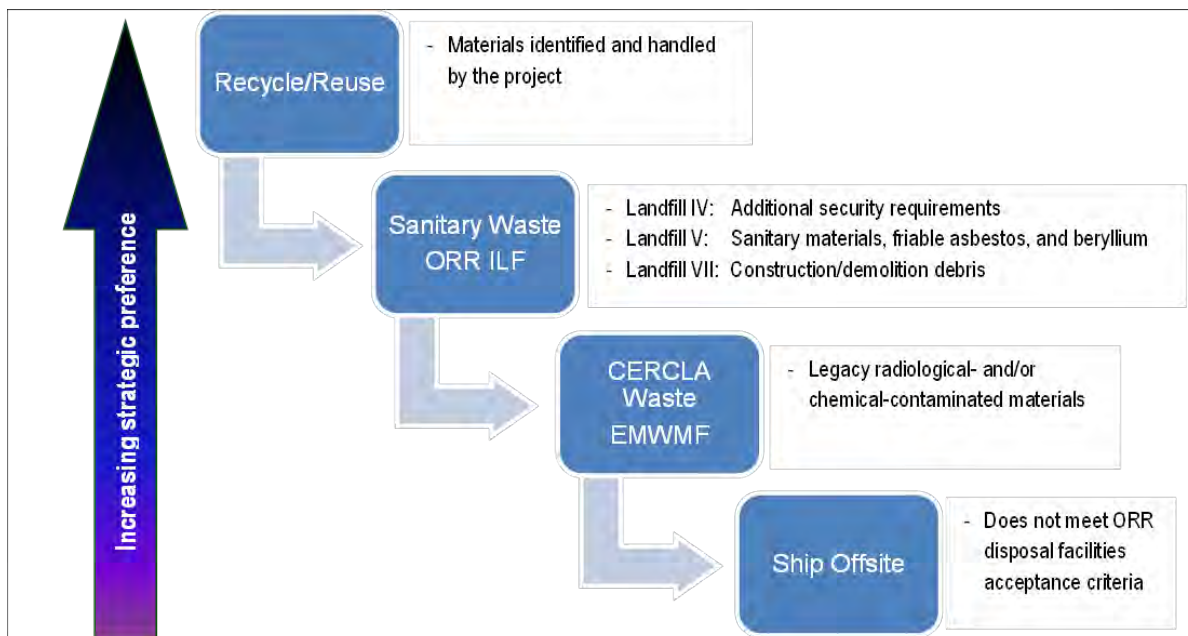 Increasing strategic preference
Recycle/Reuse
- Materials identified and handled
by the project
Sanitary Waste
ORR ILF
- Landfill IV: Additional security requirements
- Landfill V: Sanitary materials, friable asbestos, and beryllium
- Landfill VII: Construction/demolition debris
CERCLA
Waste
EMWMF
- Legacy radiological- and/or
chemical-contaminated materials
Ship Offsite
- Does not meet ORR
disposal facilities
acceptance criteria